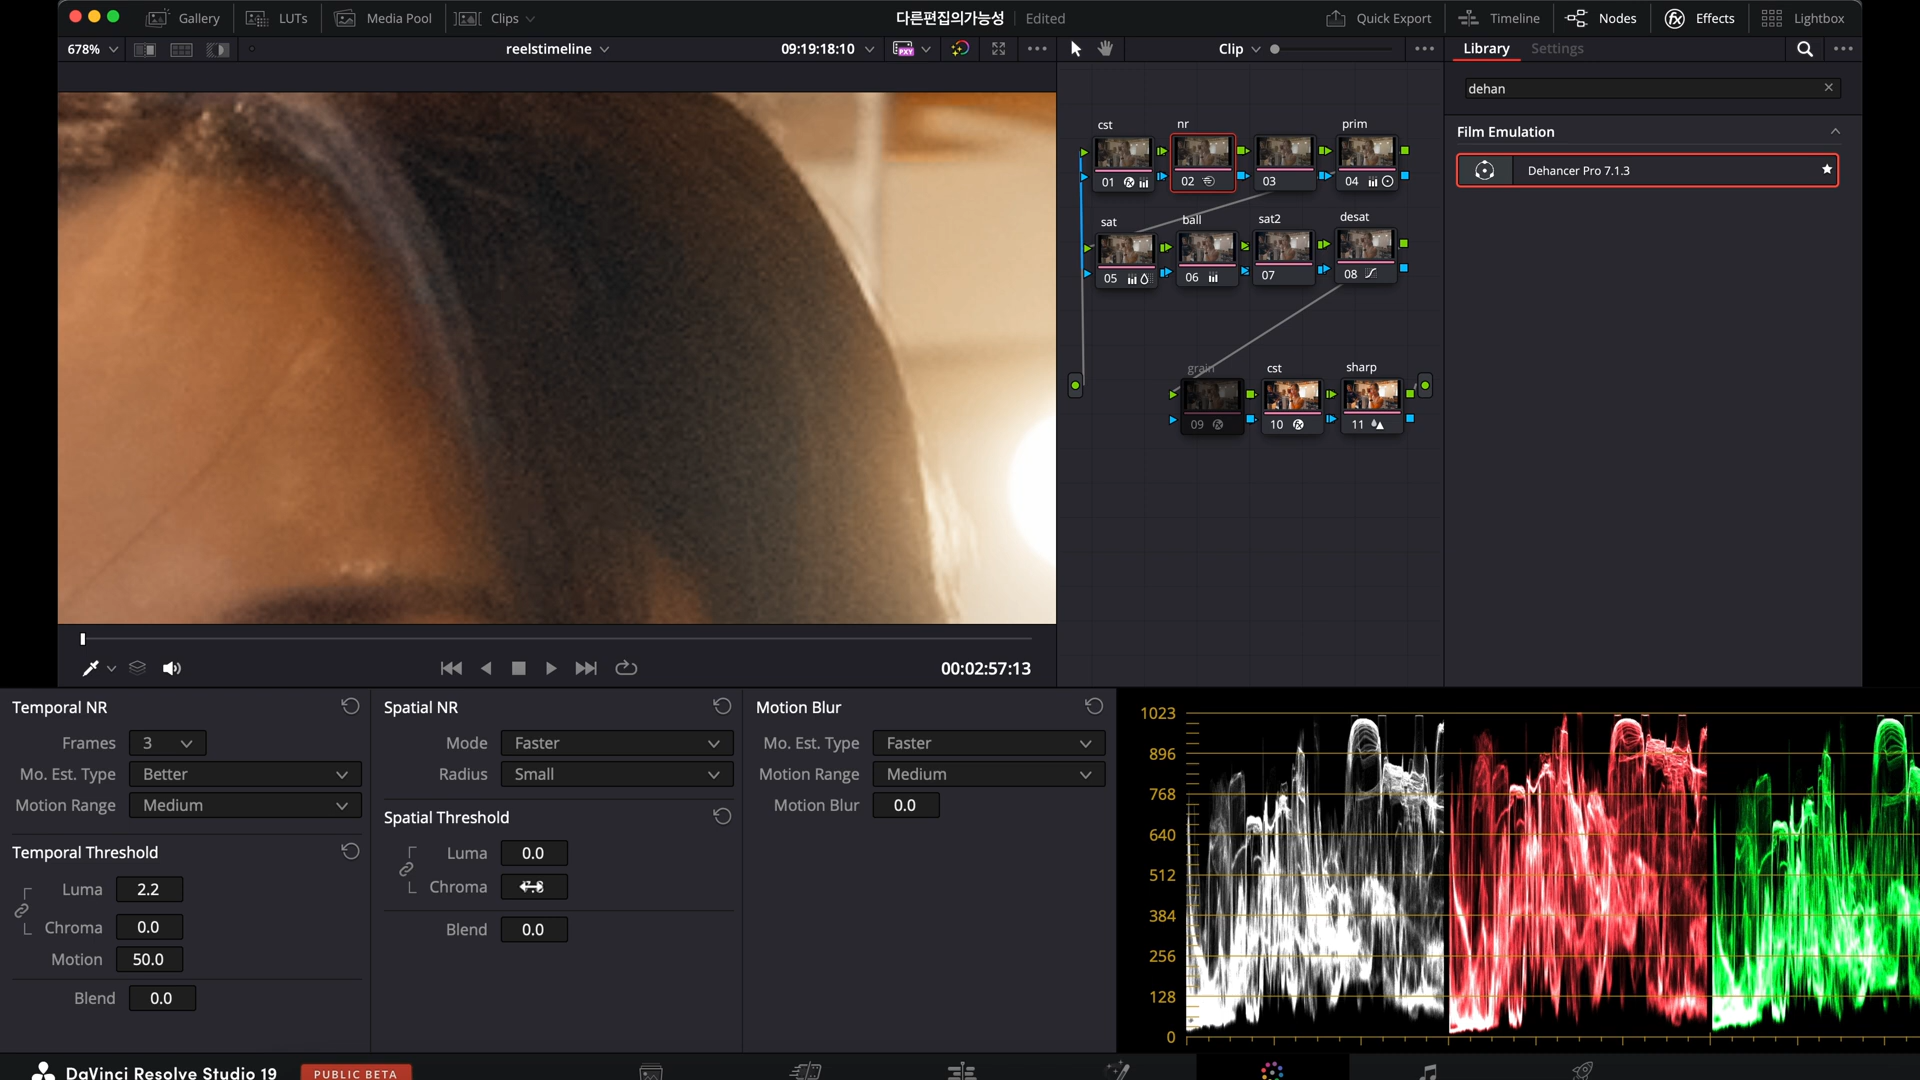 Gallery LUTs Media Pool Clips 다른편집의가능성 Edited Quick Export Timeline Nodes fx Effects Lightbox
678% reelstimeline 09:19:18:10 PXY Clip Library Settings
dehan
Film Emulation
Dehancer Pro 7.1.3
cst nr prim
01 fx 02 03 04
sat ball sat2 desat
05 06 07 08
grain cst sharp
09 fx 10 fx 11
00:02:57:13
Temporal NR
Frames 3
Mo. Est. Type Better
Motion Range Medium
Temporal Threshold
Luma 2.2
Chroma 0.0
Motion 50.0
Blend 0.0
Spatial NR
Mode Faster
Radius Small
Spatial Threshold
Luma 0.0
Chroma
Blend 0.0
Motion Blur
Mo. Est. Type Faster
Motion Range Medium
Motion Blur 0.0
1023
896
768
640
512
384
256
128
0
DaVinci Resolve Studio 19 PUBLIC BETA